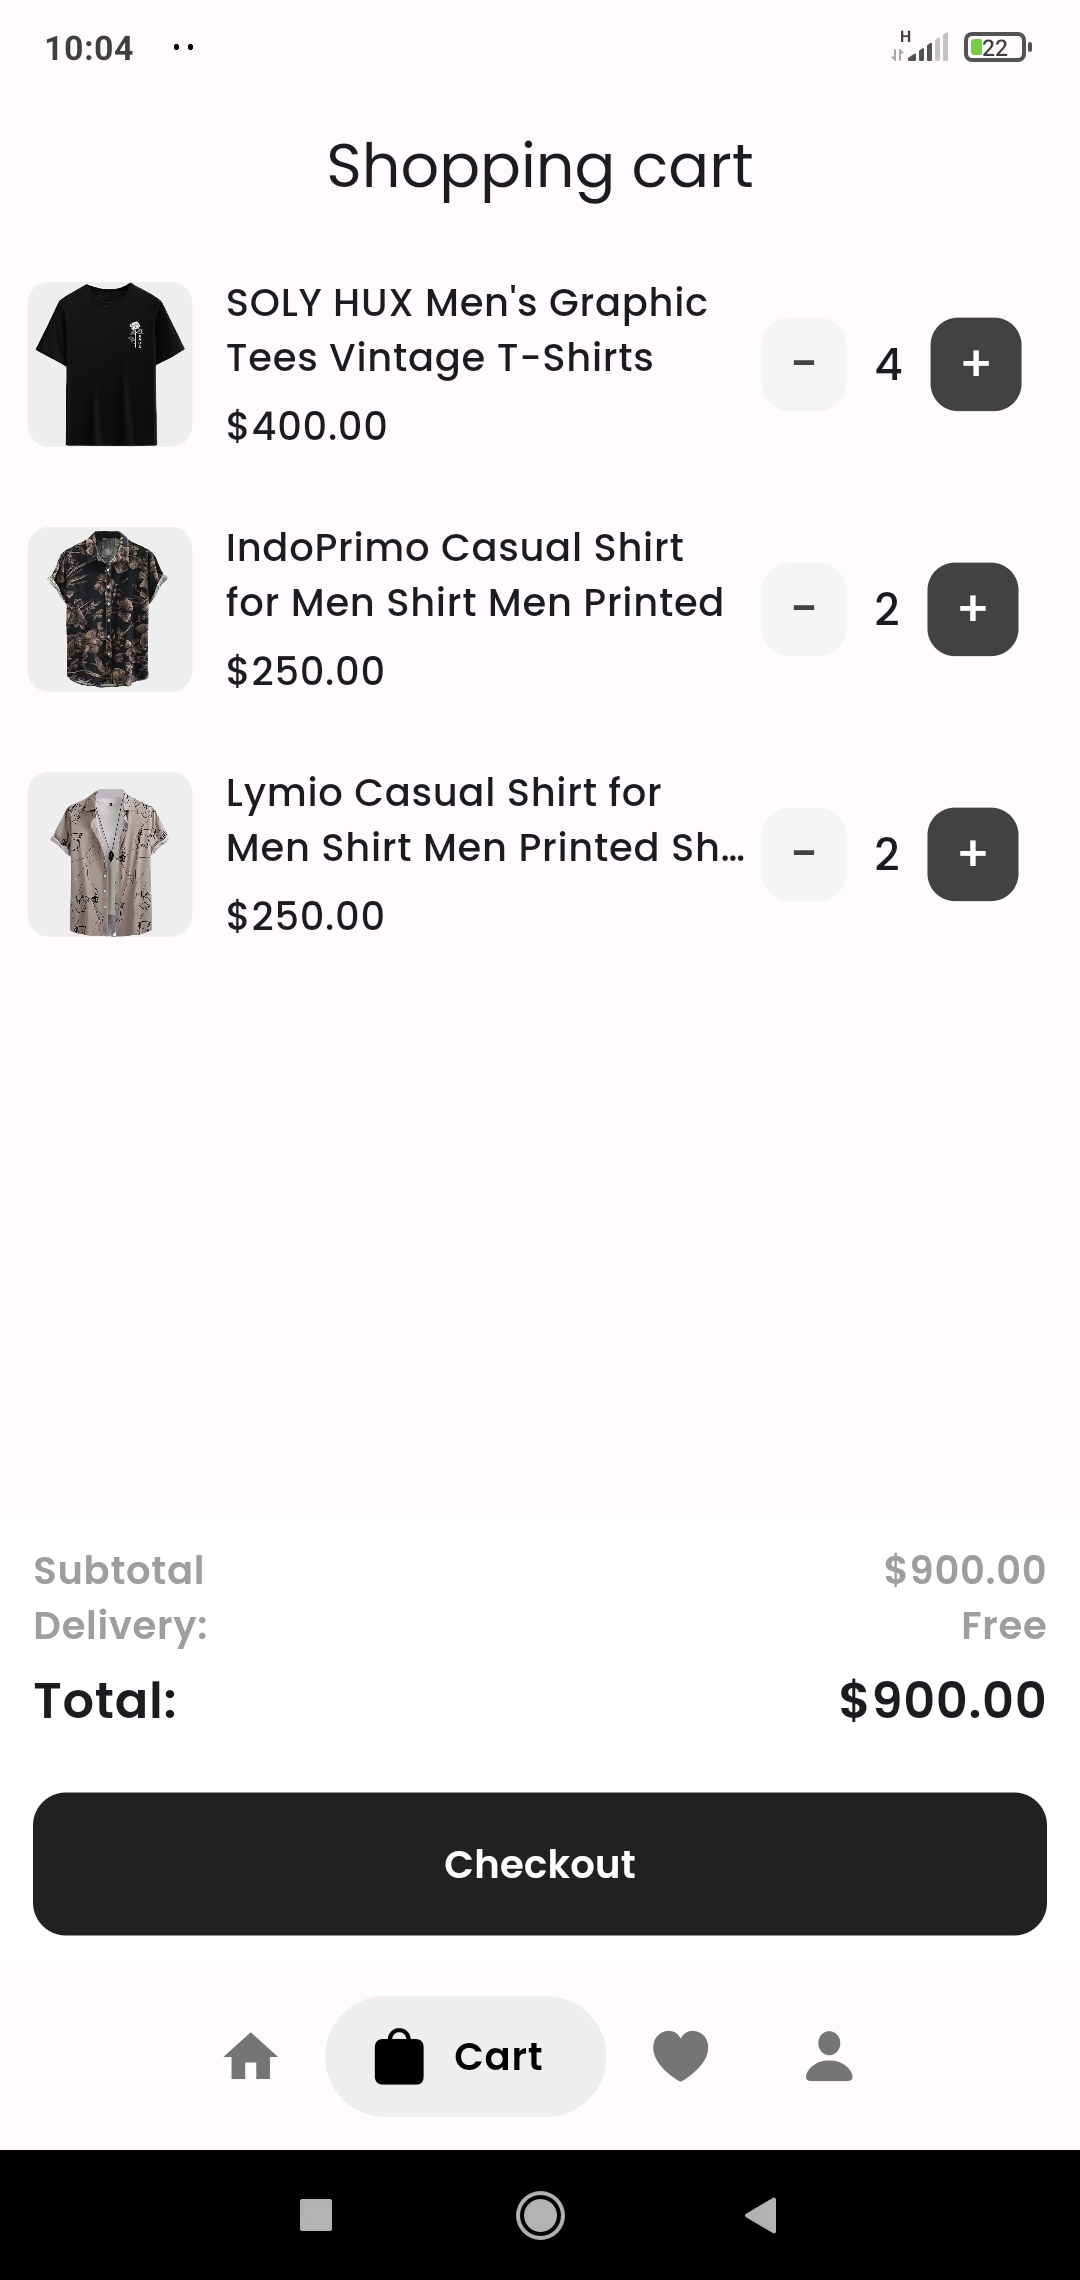 10:04
H
22
Shopping cart
SOLY HUX Men's Graphic
Tees Vintage T-Shirts
$400.00
- 4 +
IndoPrimo Casual Shirt
for Men Shirt Men Printed
$250.00
- 2 +
Lymio Casual Shirt for
Men Shirt Men Printed Sh...
$250.00
- 2 +
Subtotal $900.00
Delivery: Free
Total: $900.00
Checkout
Cart